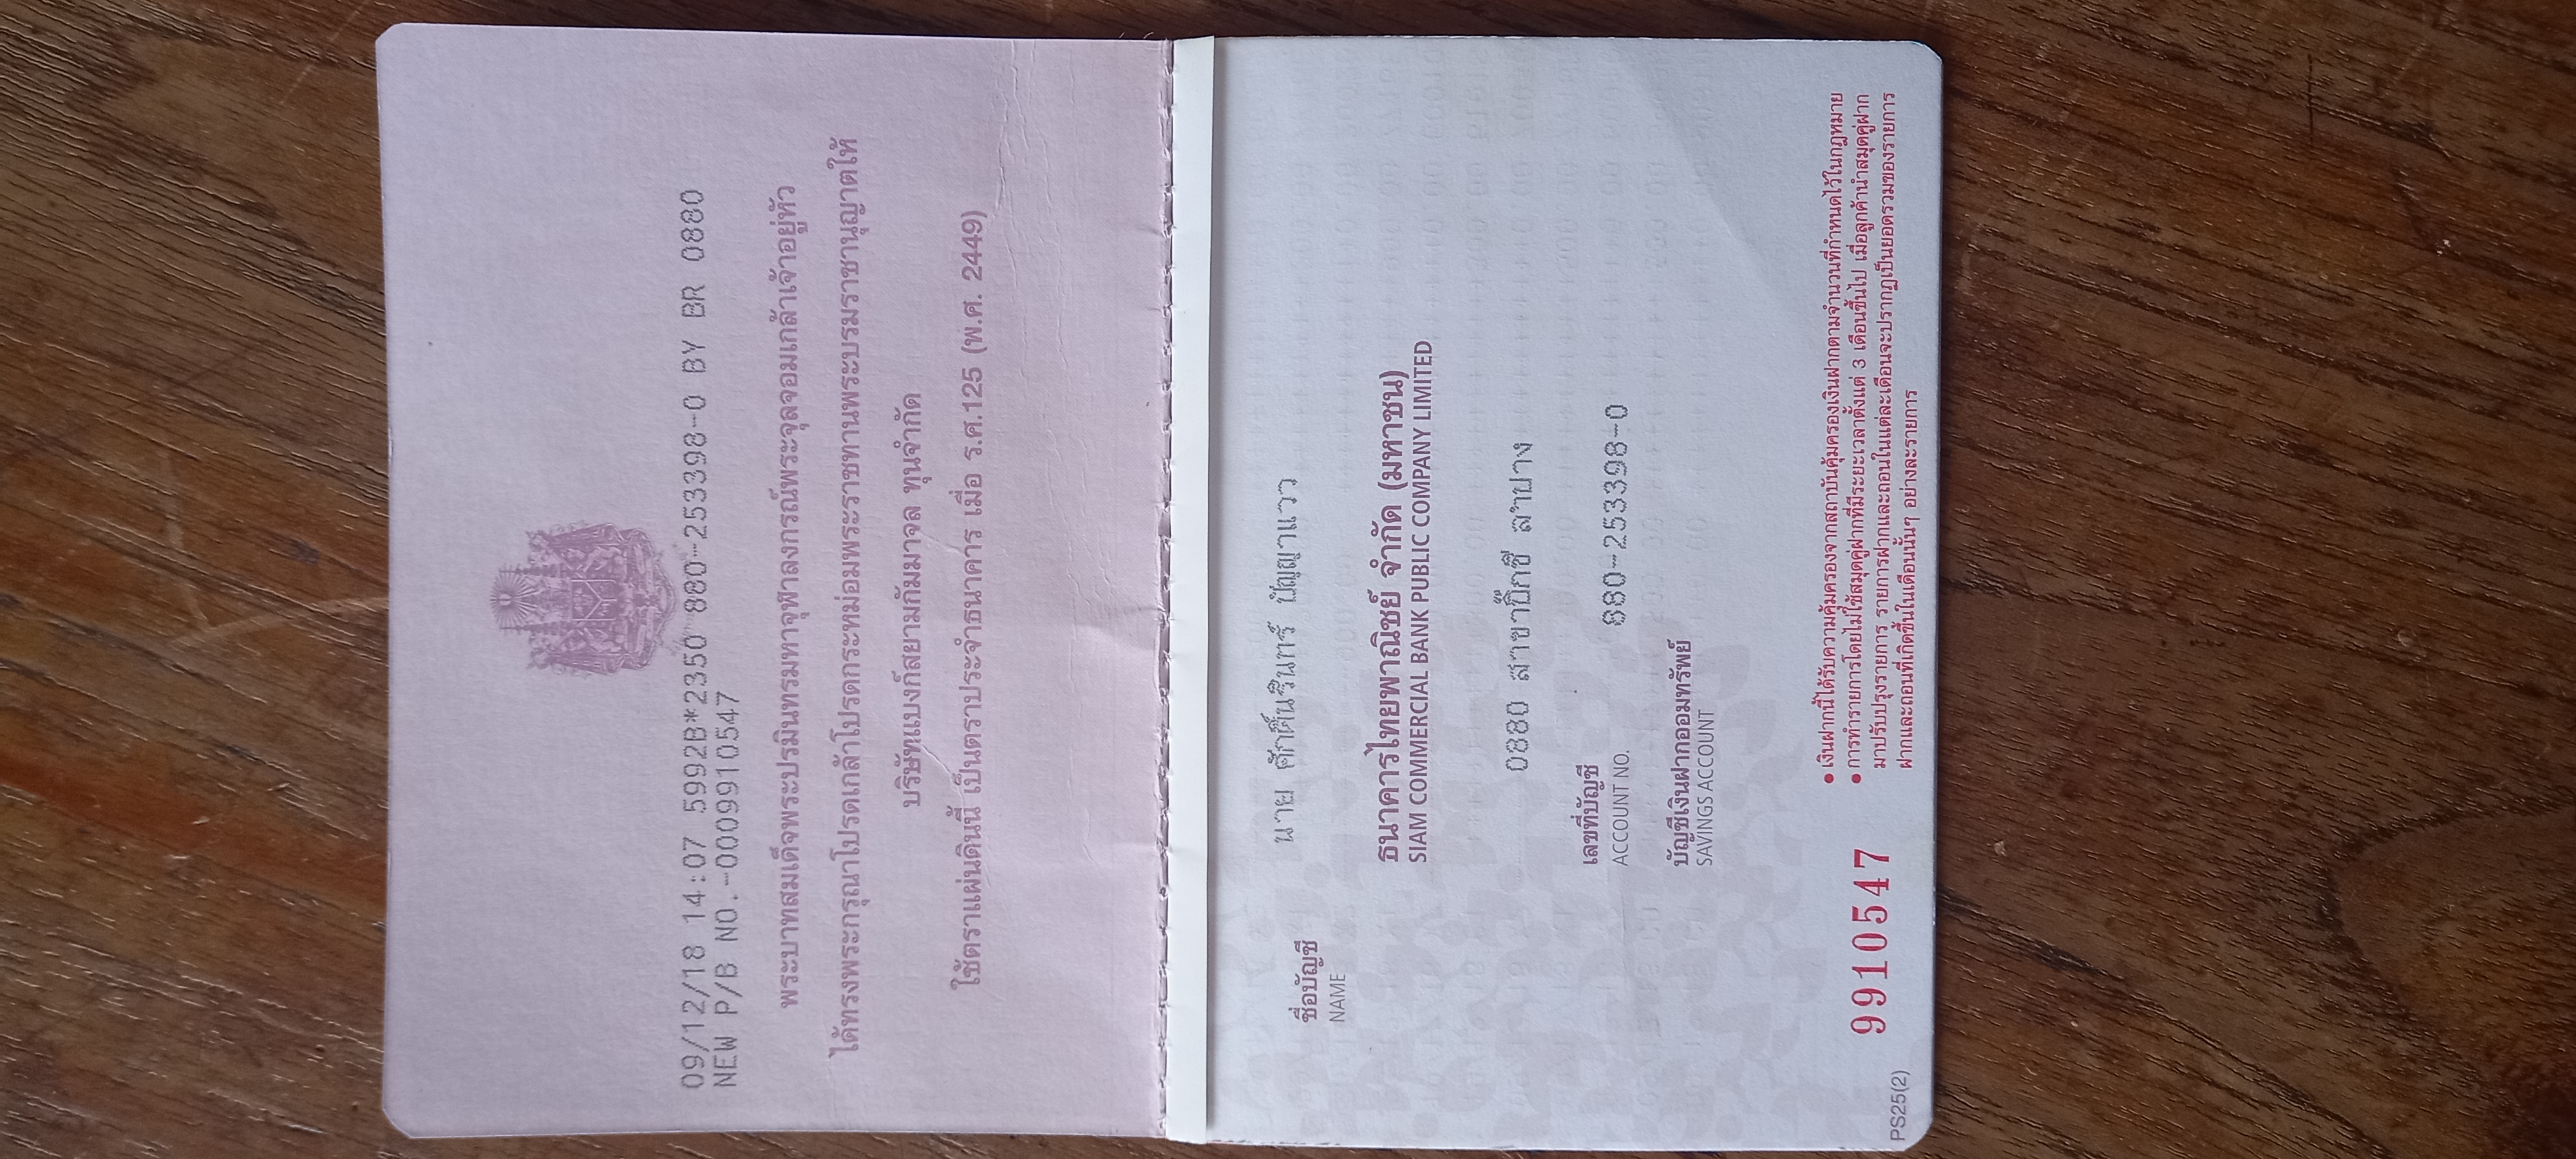 09/12/18 14:07 5992B*2350 880-253398-0 BY BR 0880
NEW P/B NO.-0009910547
พระบาทสมเด็จพระปรมินทรมหาจุฬาลงกรณ์พระจุลจอมเกล้าเจ้าอยู่หัว
ได้ทรงพระกรุณาโปรดเกล้าโปรดกระหม่อมพระราชทานพระบรมราชานุญาตให้
บริษัทแบงก์สยามกัมมาจล ทุนจำกัด
ใช้ตราแผ่นดินนี้ เป็นตราประจำธนาคาร เมื่อ ร.ศ.125 (พ.ศ. 2449)
นาย ศักดิ์นรินทร์ ปัญญาแวว
ชื่อบัญชี
NAME
ธนาคารไทยพาณิชย์ จำกัด (มหาชน)
SIAM COMMERCIAL BANK PUBLIC COMPANY LIMITED
0880 สาขาบิ๊กซี ลำปาง
เลขที่บัญชี
ACCOUNT NO. 880-253398-0
บัญชีเงินฝากออมทรัพย์
SAVINGS ACCOUNT
• เงินฝากนี้ได้รับความคุ้มครองจากสถาบันคุ้มครองเงินฝากตามจำนวนที่กำหนดไว้ในกฎหมาย
• การทำรายการโดยไม่ใช้สมุดคู่ฝากที่มีระยะเวลาตั้งแต่ 3 เดือนขึ้นไป เมื่อลูกค้านำสมุดคู่ฝาก
มาปรับปรุงรายการ รายการฝากและถอนในแต่ละเดือนจะปรากฏเป็นยอดรวมของรายการ
ฝากและถอนที่เกิดขึ้นในเดือนนั้นๆ อย่างละรายการ
9910547
PS25(2)